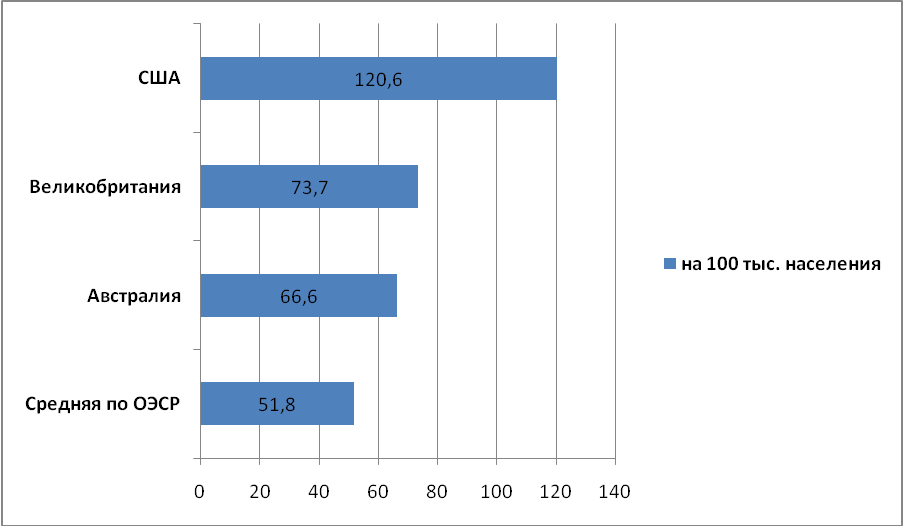 США
120,6
Великобритания
73,7
на 100 тыс. населения
Австралия
66,6
Средняя по ОЭСР
51,8
0 20 40 60 80 100 120 140